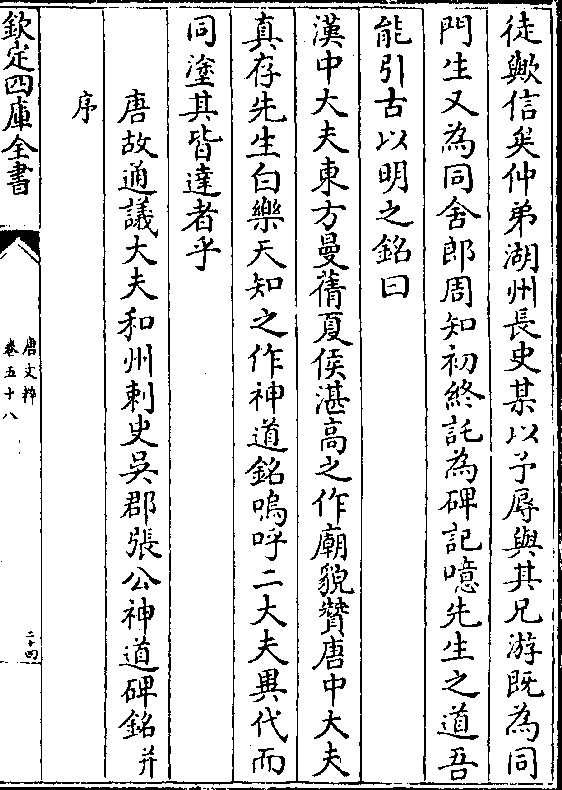 徒歟信矣仲弟湖州長史某以予辱與其兄游既為同
門生又為同舍郎周知初終託為碑記噫先生之道吾
能引古以明之銘曰
漢中大夫東方曼蒨夏侯湛高之作廟貌贊唐中大夫
真存先生白樂天知之作神道銘嗚呼二大夫異代而
同塗其皆達者乎
唐故通議大夫和州刺史吳郡張公神道碑銘并
序
欽定四庫全書
唐文粹
卷五十八
二十四